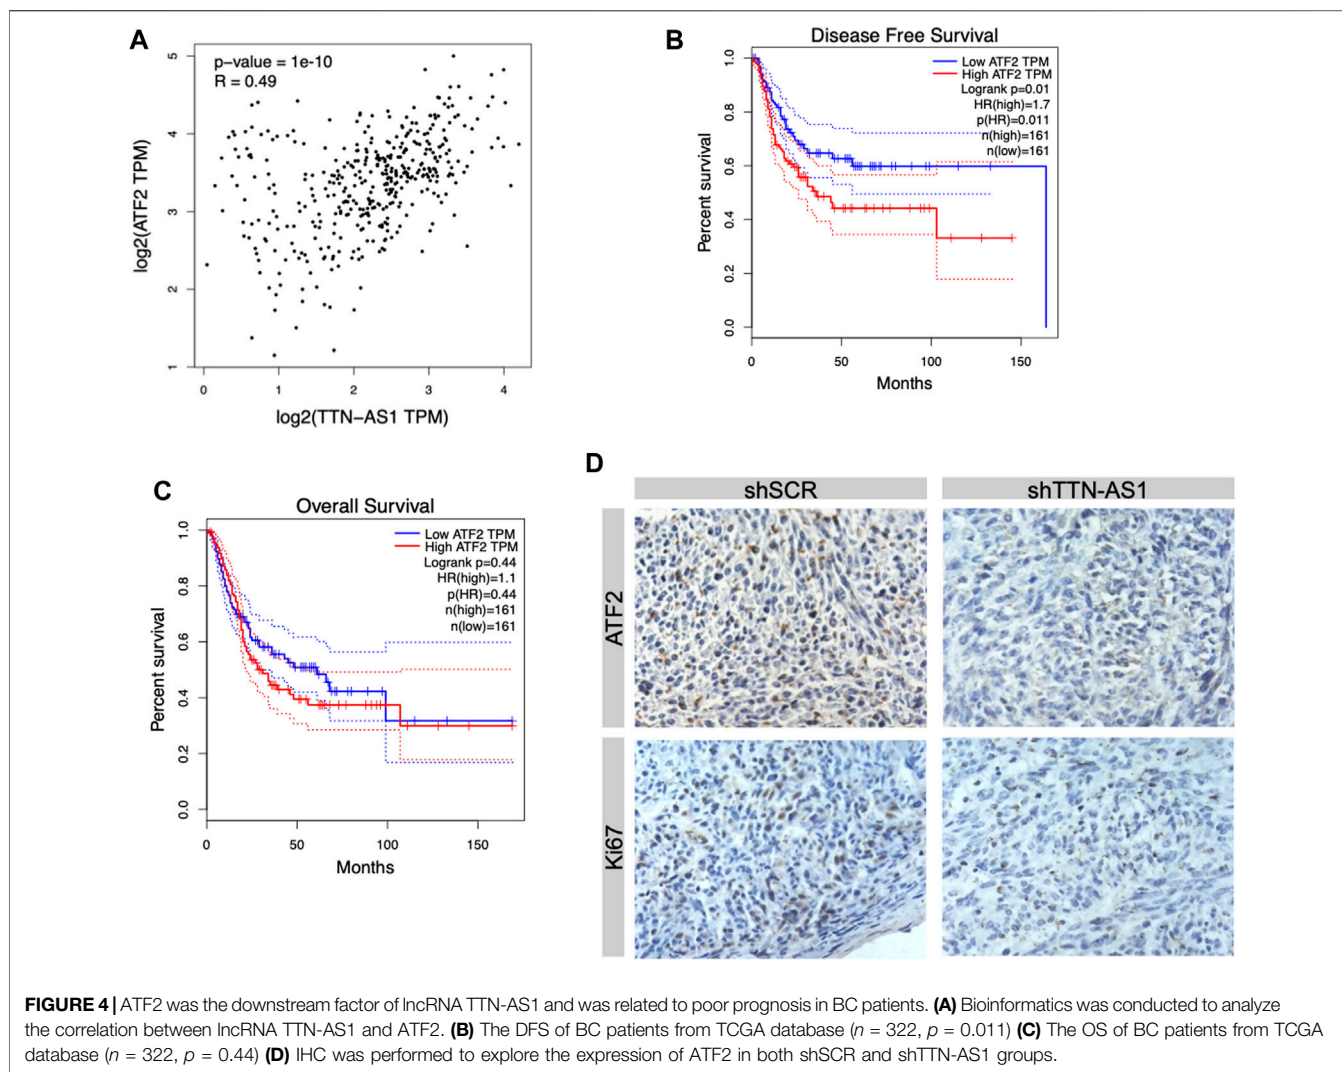 A
p-value = 1e-10
R = 0.49
5
4
3
2
1
log2(ATF2 TPM)
0 1 2 3 4
log2(TTN-AS1 TPM)
B
Disease Free Survival
Low ATF2 TPM
High ATF2 TPM
Logrank p=0.01
HR(high)=1.7
p(HR)=0.011
n(high)=161
n(low)=161
1.0
0.8
0.6
0.4
0.2
0.0
Percent survival
0 50 100 150
Months
C
Overall Survival
Low ATF2 TPM
High ATF2 TPM
Logrank p=0.44
HR(high)=1.1
p(HR)=0.44
n(high)=161
n(low)=161
1.0
0.8
0.6
0.4
0.2
0.0
Percent survival
0 50 100 150
Months
D
shSCR shTTN-AS1
ATF2
Ki67
FIGURE 4 | ATF2 was the downstream factor of lncRNA TTN-AS1 and was related to poor prognosis in BC patients. (A) Bioinformatics was conducted to analyze
the correlation between lncRNA TTN-AS1 and ATF2. (B) The DFS of BC patients from TCGA database (n = 322, p = 0.011) (C) The OS of BC patients from TCGA
database (n = 322, p = 0.44) (D) IHC was performed to explore the expression of ATF2 in both shSCR and shTTN-AS1 groups.